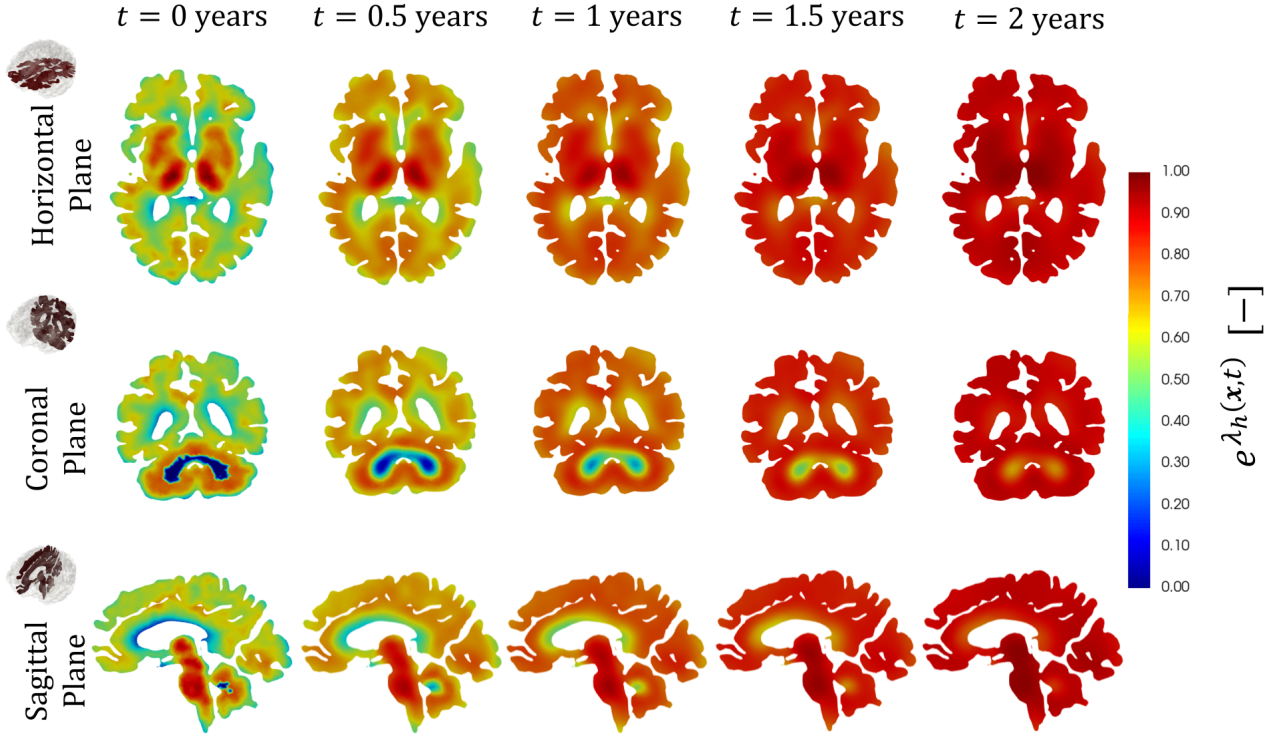 t = 0 years
t = 0.5 years
t = 1 years
t = 1.5 years
t = 2 years
Horizontal
Plane
Coronal
Plane
Sagittal
Plane
1.00
0.90
0.80
0.70
0.60
0.50
0.40
0.30
0.20
0.10
0.00
e^{λ_h(x,t)} [−]